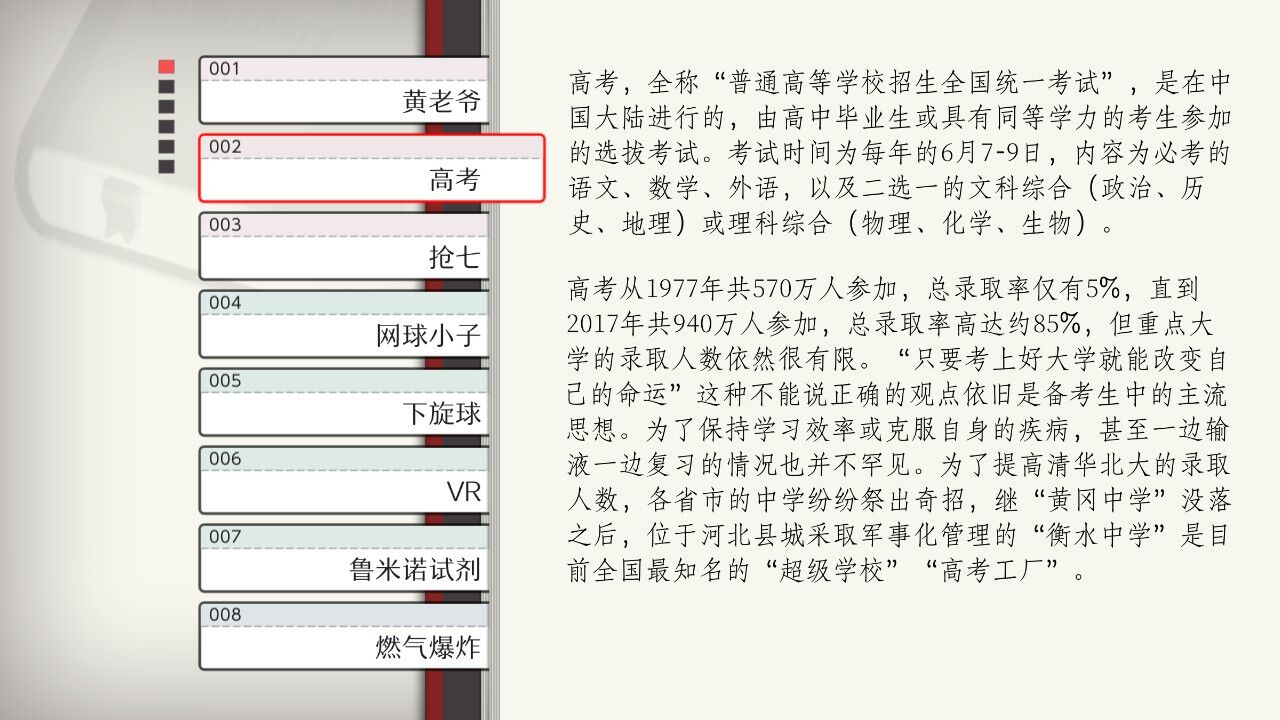 001
黄老爷
002
高考
003
抢七
004
网球小子
005
下旋球
006
VR
007
鲁米诺试剂
008
燃气爆炸
高考，全称“普通高等学校招生全国统一考试”，是在中
国大陆进行的，由高中毕业生或具有同等学力的考生参加
的选拔考试。考试时间为每年的6月7-9日，内容为必考的
语文、数学、外语，以及二选一的文科综合（政治、历
史、地理）或理科综合（物理、化学、生物）。
高考从1977年共570万人参加，总录取率仅有5%，直到
2017年共940万人参加，总录取率高达约85%，但重点大
学的录取人数依然很有限。“只要考上好大学就能改变自
己的命运”这种不能说正确的观点依旧是备考生中的主流
思想。为了保持学习效率或克服自身的疾病，甚至一边输
液一边复习的情况也并不罕见。为了提高清华北大的录取
人数，各省市的中学纷纷祭出奇招，继“黄冈中学”没落
之后，位于河北县城采取军事化管理的“衡水中学”是目
前全国最知名的“超级学校”“高考工厂”。